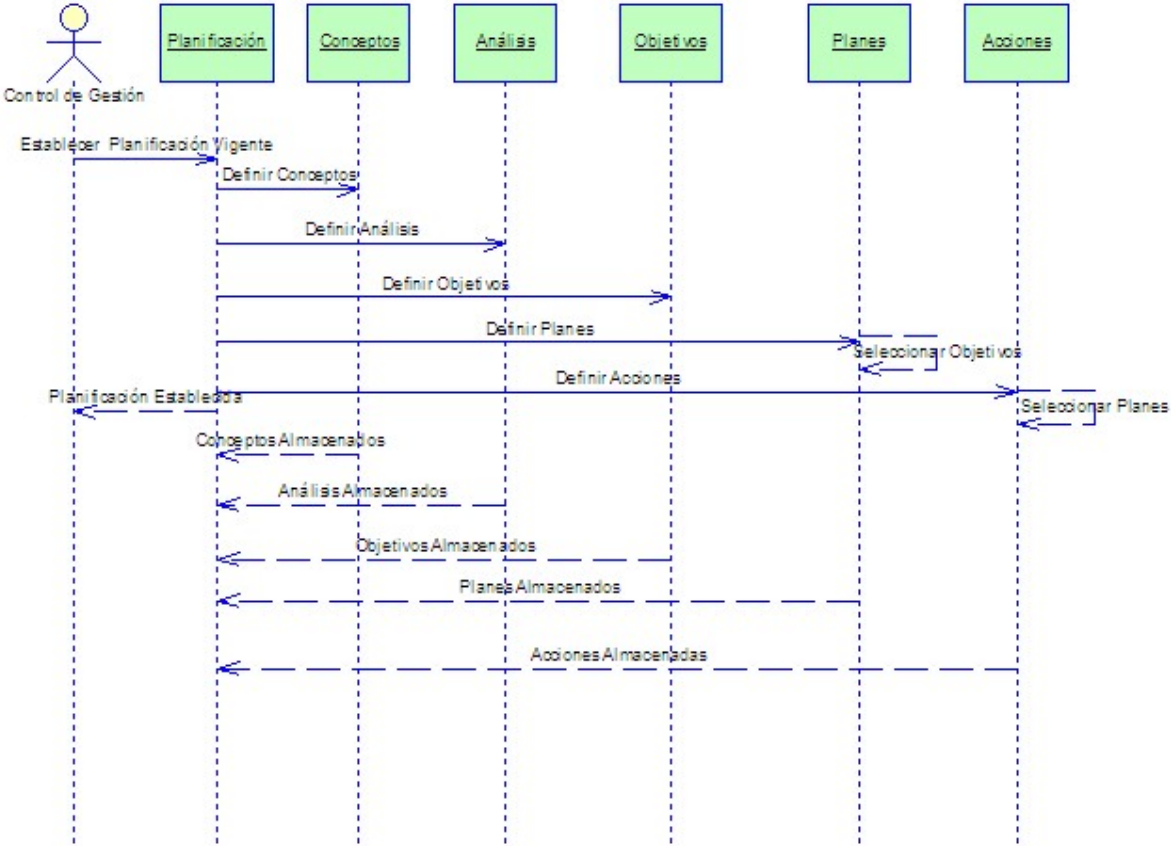 Planificación
Conceptos
Análisis
Objetivos
Planes
Acciones
Control de Gestión
Establecer Planificación Vigente
Definir Conceptos
Definir Análisis
Definir Objetivos
Definir Planes
Seleccionar Objetivos
Definir Acciones
Planificación Establecida
Seleccionar Planes
Conceptos Almacenados
Análisis Almacenados
Objetivos Almacenados
Planes Almacenados
Acciones Almacenadas